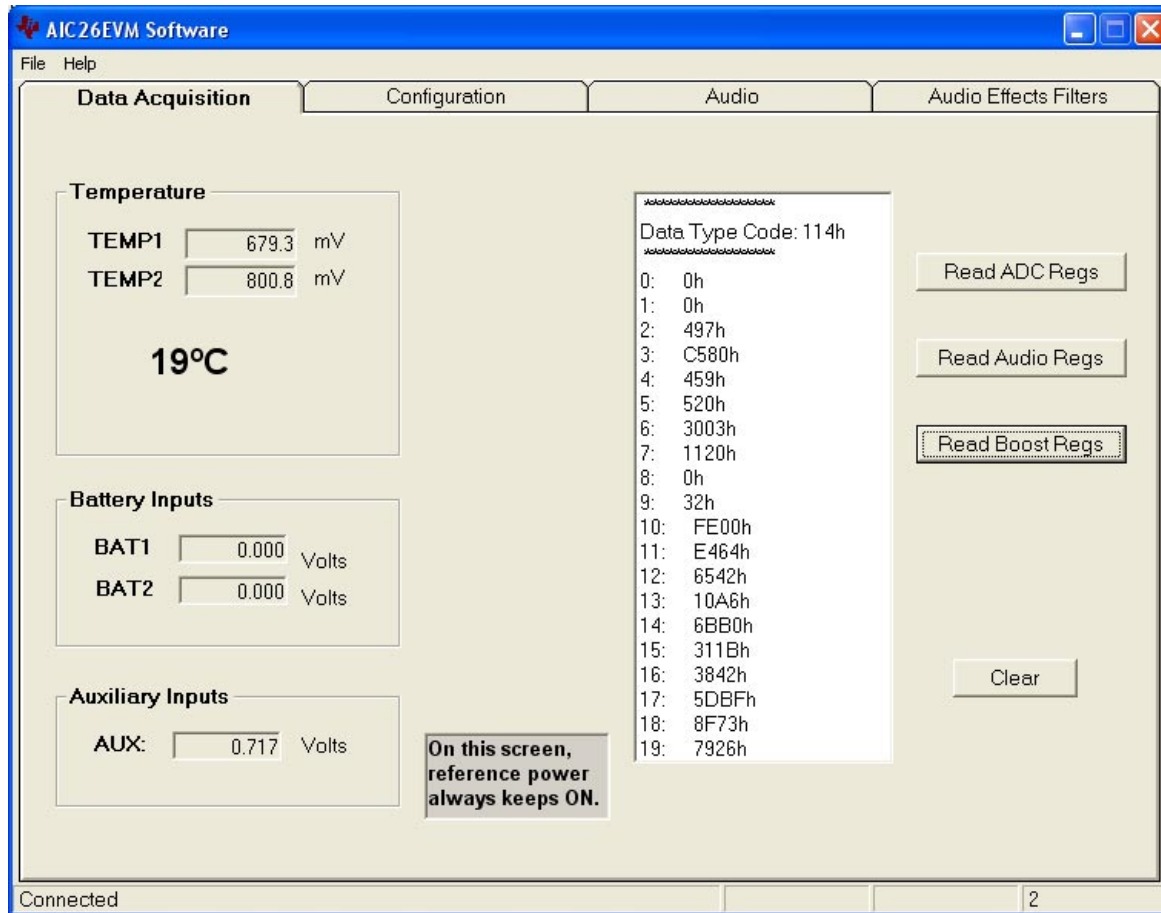 AIC26EVM Software
File Help
Data Acquisition Configuration Audio Audio Effects Filters
Temperature
TEMP1 679.3 mV
TEMP2 800.8 mV
19ºC
Battery Inputs
BAT1 0.000 Volts
BAT2 0.000 Volts
Auxiliary Inputs
AUX: 0.717 Volts
On this screen,
reference power
always keeps ON.
*******************
Data Type Code: 114h
*******************
0: 0h
1: 0h
2: 497h
3: C580h
4: 459h
5: 520h
6: 3003h
7: 1120h
8: 0h
9: 32h
10: FE00h
11: E464h
12: 6542h
13: 10A6h
14: 6BB0h
15: 311Bh
16: 3842h
17: 5DBFh
18: 8F73h
19: 7926h
Read ADC Regs
Read Audio Regs
Read Boost Regs
Clear
Connected 2